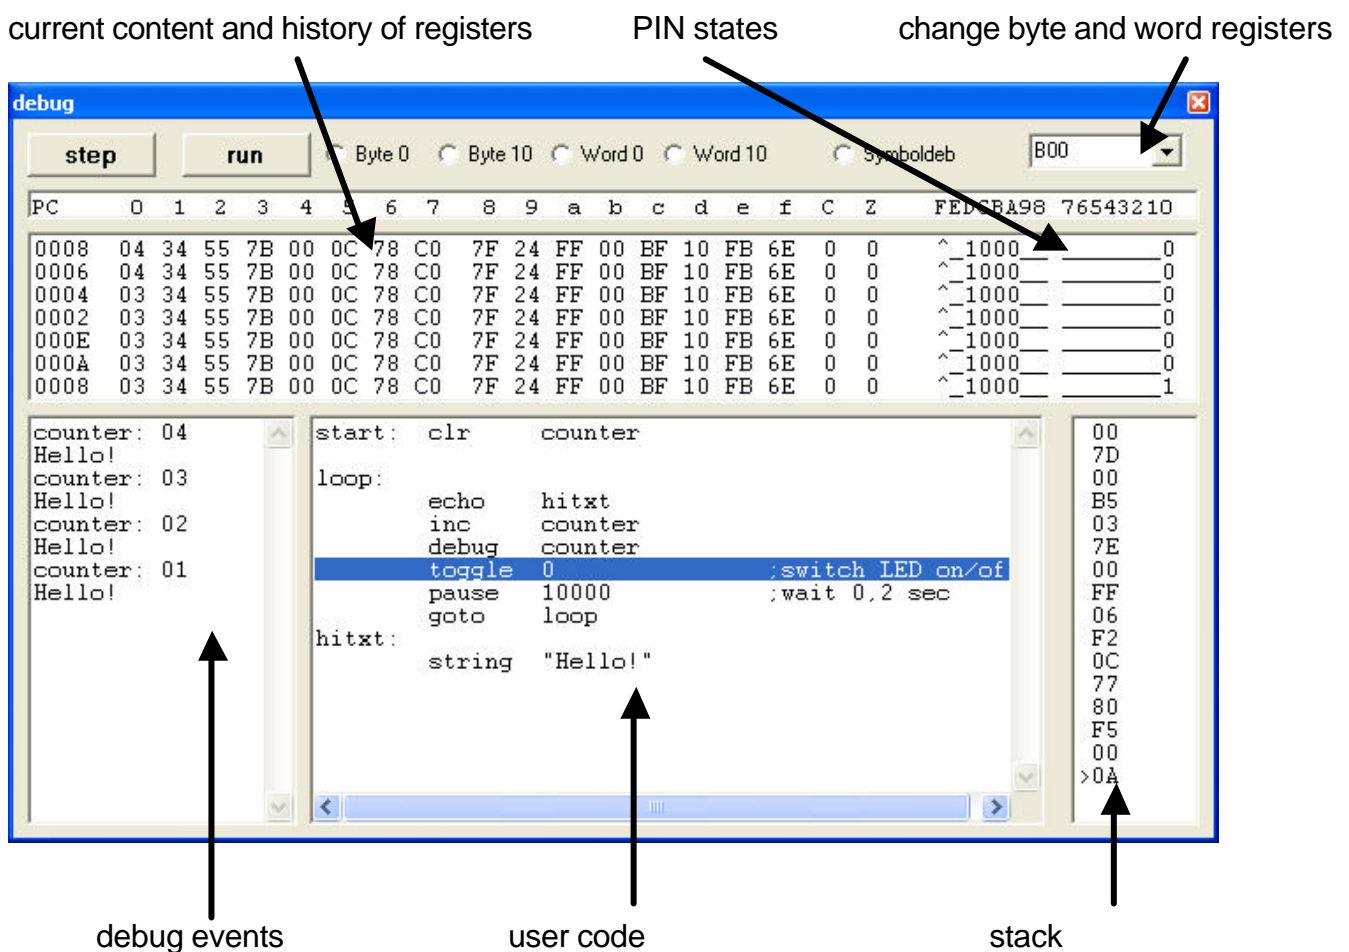 current content and history of registers PIN states change byte and word registers
debug
step run Byte 0 Byte 10 Word 0 Word 10 Symboldeb B00
PC 0 1 2 3 4 5 6 7 8 9 a b c d e f C Z FEDCBA98 76543210
0008 04 34 55 7B 00 0C 78 C0 7F 24 FF 00 BF 10 FB 6E 0 0 ^_1000__ _______0
0006 04 34 55 7B 00 0C 78 C0 7F 24 FF 00 BF 10 FB 6E 0 0 ^_1000__ _______0
0004 03 34 55 7B 00 0C 78 C0 7F 24 FF 00 BF 10 FB 6E 0 0 ^_1000__ _______0
0002 03 34 55 7B 00 0C 78 C0 7F 24 FF 00 BF 10 FB 6E 0 0 ^_1000__ _______0
000E 03 34 55 7B 00 0C 78 C0 7F 24 FF 00 BF 10 FB 6E 0 0 ^_1000__ _______0
000A 03 34 55 7B 00 0C 78 C0 7F 24 FF 00 BF 10 FB 6E 0 0 ^_1000__ _______0
0008 03 34 55 7B 00 0C 78 C0 7F 24 FF 00 BF 10 FB 6E 0 0 ^_1000__ _______1
counter: 04
Hello!
counter: 03
Hello!
counter: 02
Hello!
counter: 01
Hello!
start: clr counter
loop:
echo hitxt
inc counter
debug counter
toggle 0 ;switch LED on/of
pause 10000 ;wait 0,2 sec
goto loop
hitxt:
string "Hello!"
00
7D
00
B5
03
7E
00
FF
06
F2
0C
77
80
F5
00
>0A
debug events user code stack